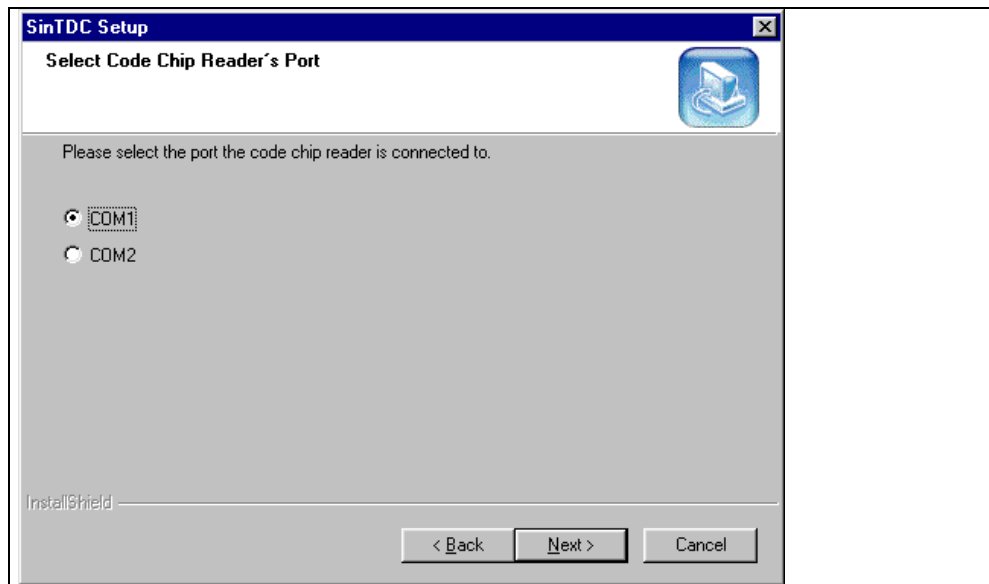 SinTDC Setup
Select Code Chip Reader´s Port
Please select the port the code chip reader is connected to.
COM1
COM2
InstallShield
< Back Next > Cancel